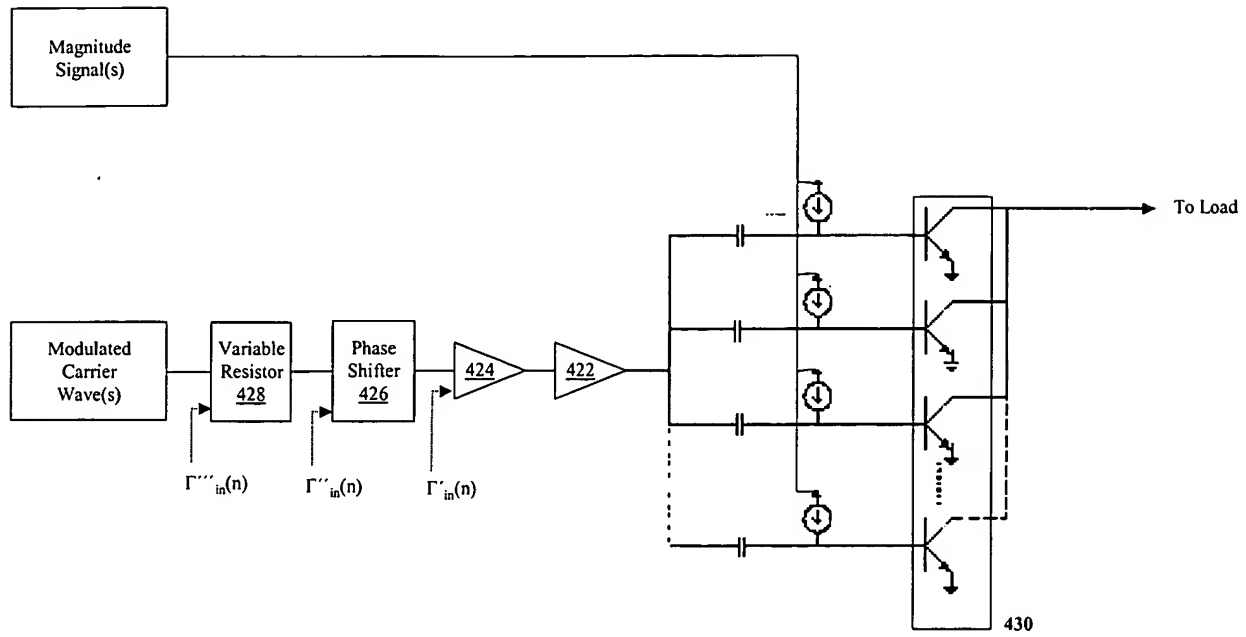 Magnitude
Signal(s)
To Load
Modulated
Carrier
Wave(s)
Variable
Resistor
428
Phase
Shifter
426
424
422
Γ′′′in(n)
Γ′′in(n)
Γ′in(n)
430